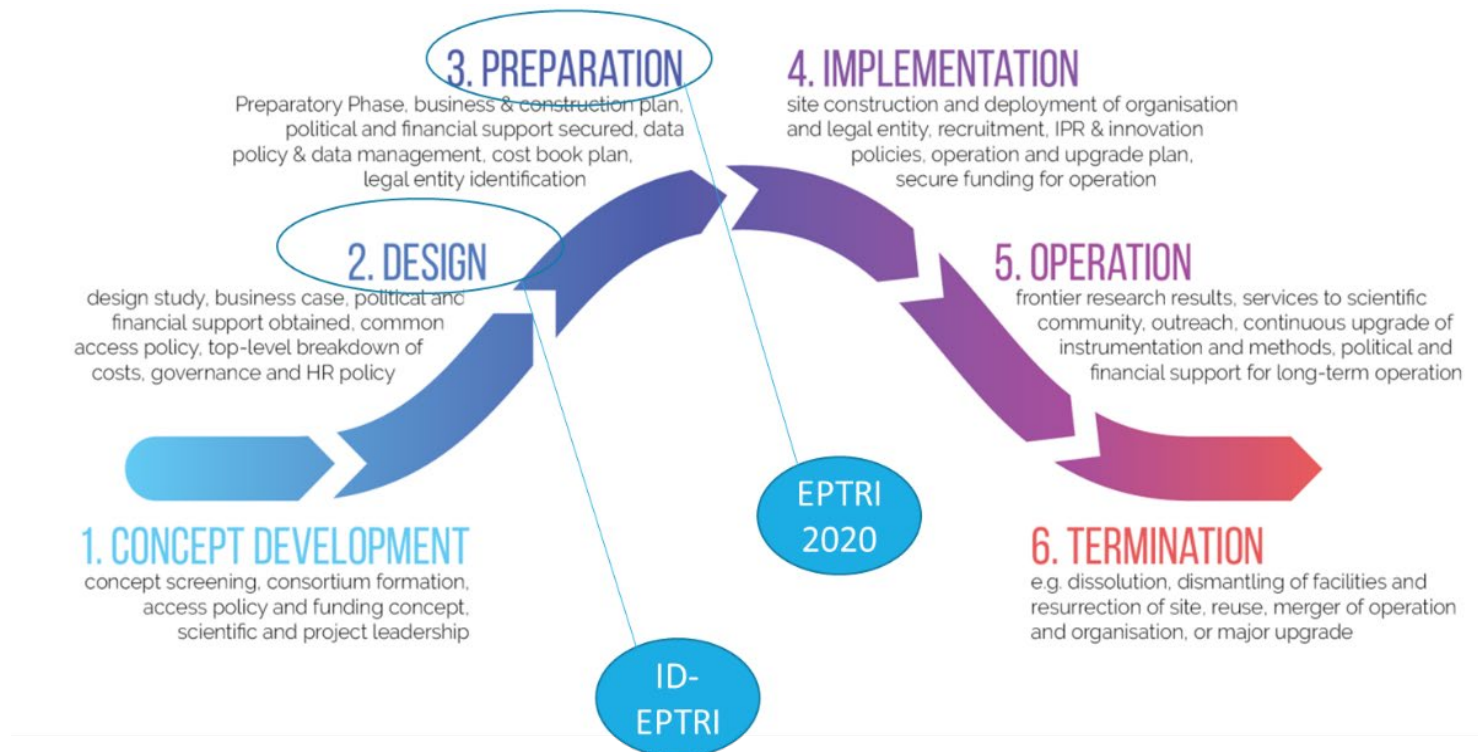 3. PREPARATION
Preparatory Phase, business & construction plan,
political and financial support secured, data
policy & data management, cost book plan,
legal entity identification
4. IMPLEMENTATION
site construction and deployment of organisation
and legal entity, recruitment, IPR & innovation
policies, operation and upgrade plan,
secure funding for operation
2. DESIGN
design study, business case, political and
financial support obtained, common
access policy, top-level breakdown of
costs, governance and HR policy
5. OPERATION
frontier research results, services to scientific
community, outreach, continuous upgrade of
instrumentation and methods, political and
financial support for long-term operation
EPTRI
2020
1. CONCEPT DEVELOPMENT
concept screening, consortium formation,
access policy and funding concept,
scientific and project leadership
6. TERMINATION
e.g. dissolution, dismantling of facilities and
resurrection of site, reuse, merger of operation
and organisation, or major upgrade
ID-
EPTRI